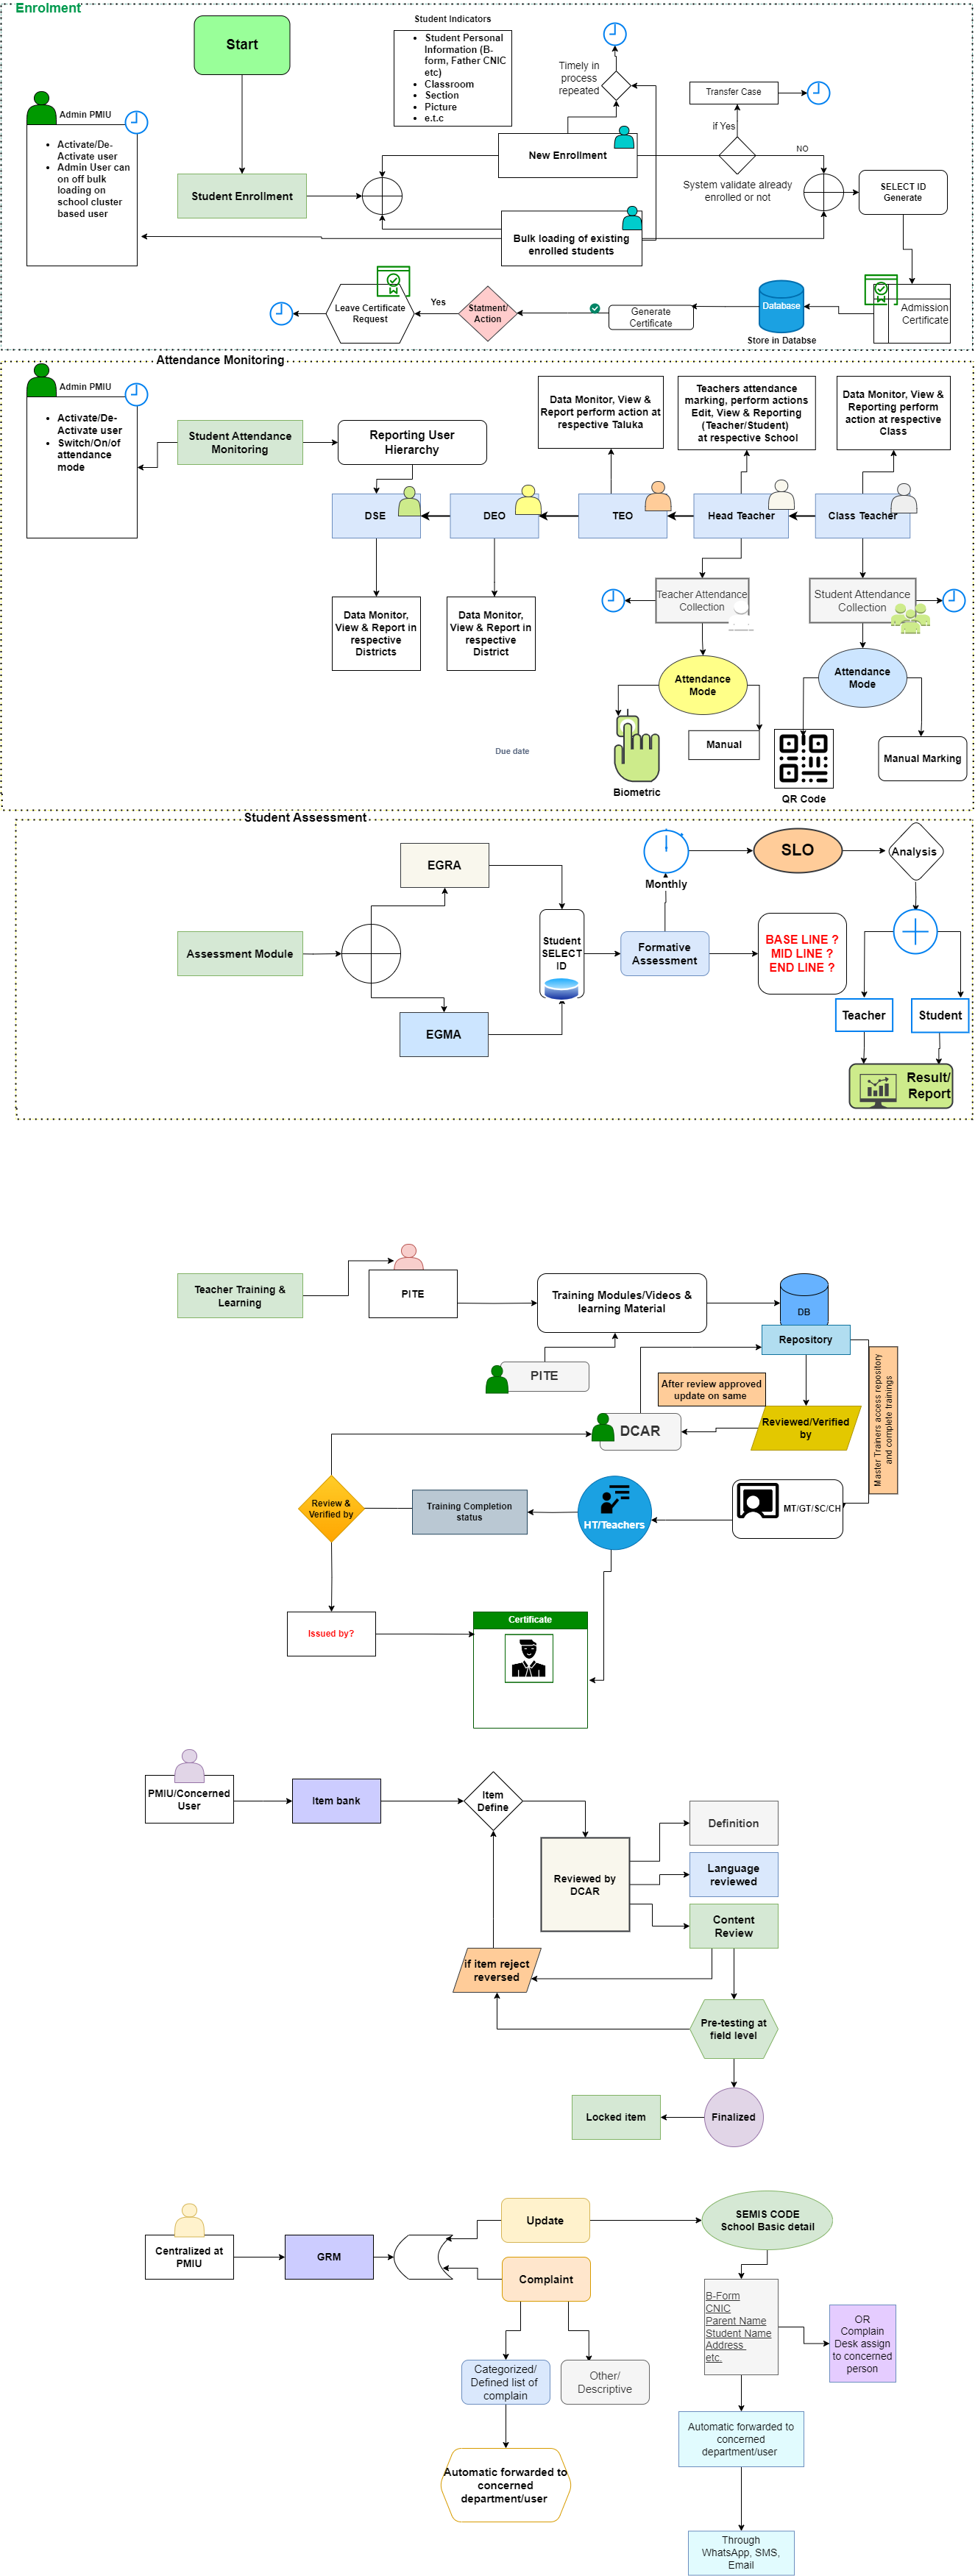 Enrolment
Start
Student Indicators
Student Personal
Information (B-
form, Father CNIC
etc)
Classroom
Section
Picture
e.t.c
Timely in
process
repeated
Transfer Case
if Yes
NO
Admin PMIU
Activate/De-
Activate user
Admin User can
on off bulk
loading on
school cluster
based user
New Enrollment
System validate already
enrolled or not
Student Enrollment
SELECT ID
Generate
Bulk loading of existing
enrolled students
Leave Certificate
Request
Yes
Statment/
Action
Generate
Certificate
Database
Store in Databse
Admission
Certificate
Attendance Monitoring
Admin PMIU
Activate/De-
Activate user
Switch/On/of
attendance
mode
Student Attendance
Monitoring
Reporting User
Hierarchy
Data Monitor, View &
Report perform action at
respective Taluka
Teachers attendance
marking, perform actions
Edit, View & Reporting
(Teacher/Student)
at respective School
Data Monitor, View &
Reporting perform
action at respective
Class
DSE
DEO
TEO
Head Teacher
Class Teacher
Data Monitor,
View & Report in
respective
Districts
Data Monitor,
View & Report in
respective
District
Teacher Attendance
Collection
Student Attendance
Collection
Attendance
Mode
Attendance
Mode
Due date
Manual
Manual Marking
Biometric
QR Code
Student Assessment
EGRA
Monthly
SLO
Analysis
Assessment Module
Student
SELECT
ID
Formative
Assessment
BASE LINE ?
MID LINE ?
END LINE ?
EGMA
Teacher
Student
Result/
Report
Teacher Training &
Learning
PITE
Training Modules/Videos &
learning Material
DB
Repository
PITE
After review approved
update on same
Master Trainers access repository
and complete trainings
DCAR
Reviewed/Verified
by
Review &
Verified by
Training Completion
status
HT/Teachers
MT/GT/SC/CH
Issued by?
Certificate
PMIU/Concerned
User
Item bank
Item
Define
Reviewed by
DCAR
Definition
Language
reviewed
Content
Review
if item reject
reversed
Pre-testing at
field level
Locked item
Finalized
Centralized at
PMIU
GRM
Update
Complaint
SEMIS CODE
School Basic detail
B-Form
CNIC
Parent Name
Student Name
Address
etc.
OR
Complain
Desk assign
to concerned
person
Categorized/
Defined list of
complain
Other/
Descriptive
Automatic forwarded to
concerned
department/user
Automatic forwarded to
concerned
department/user
Through
WhatsApp, SMS,
Email